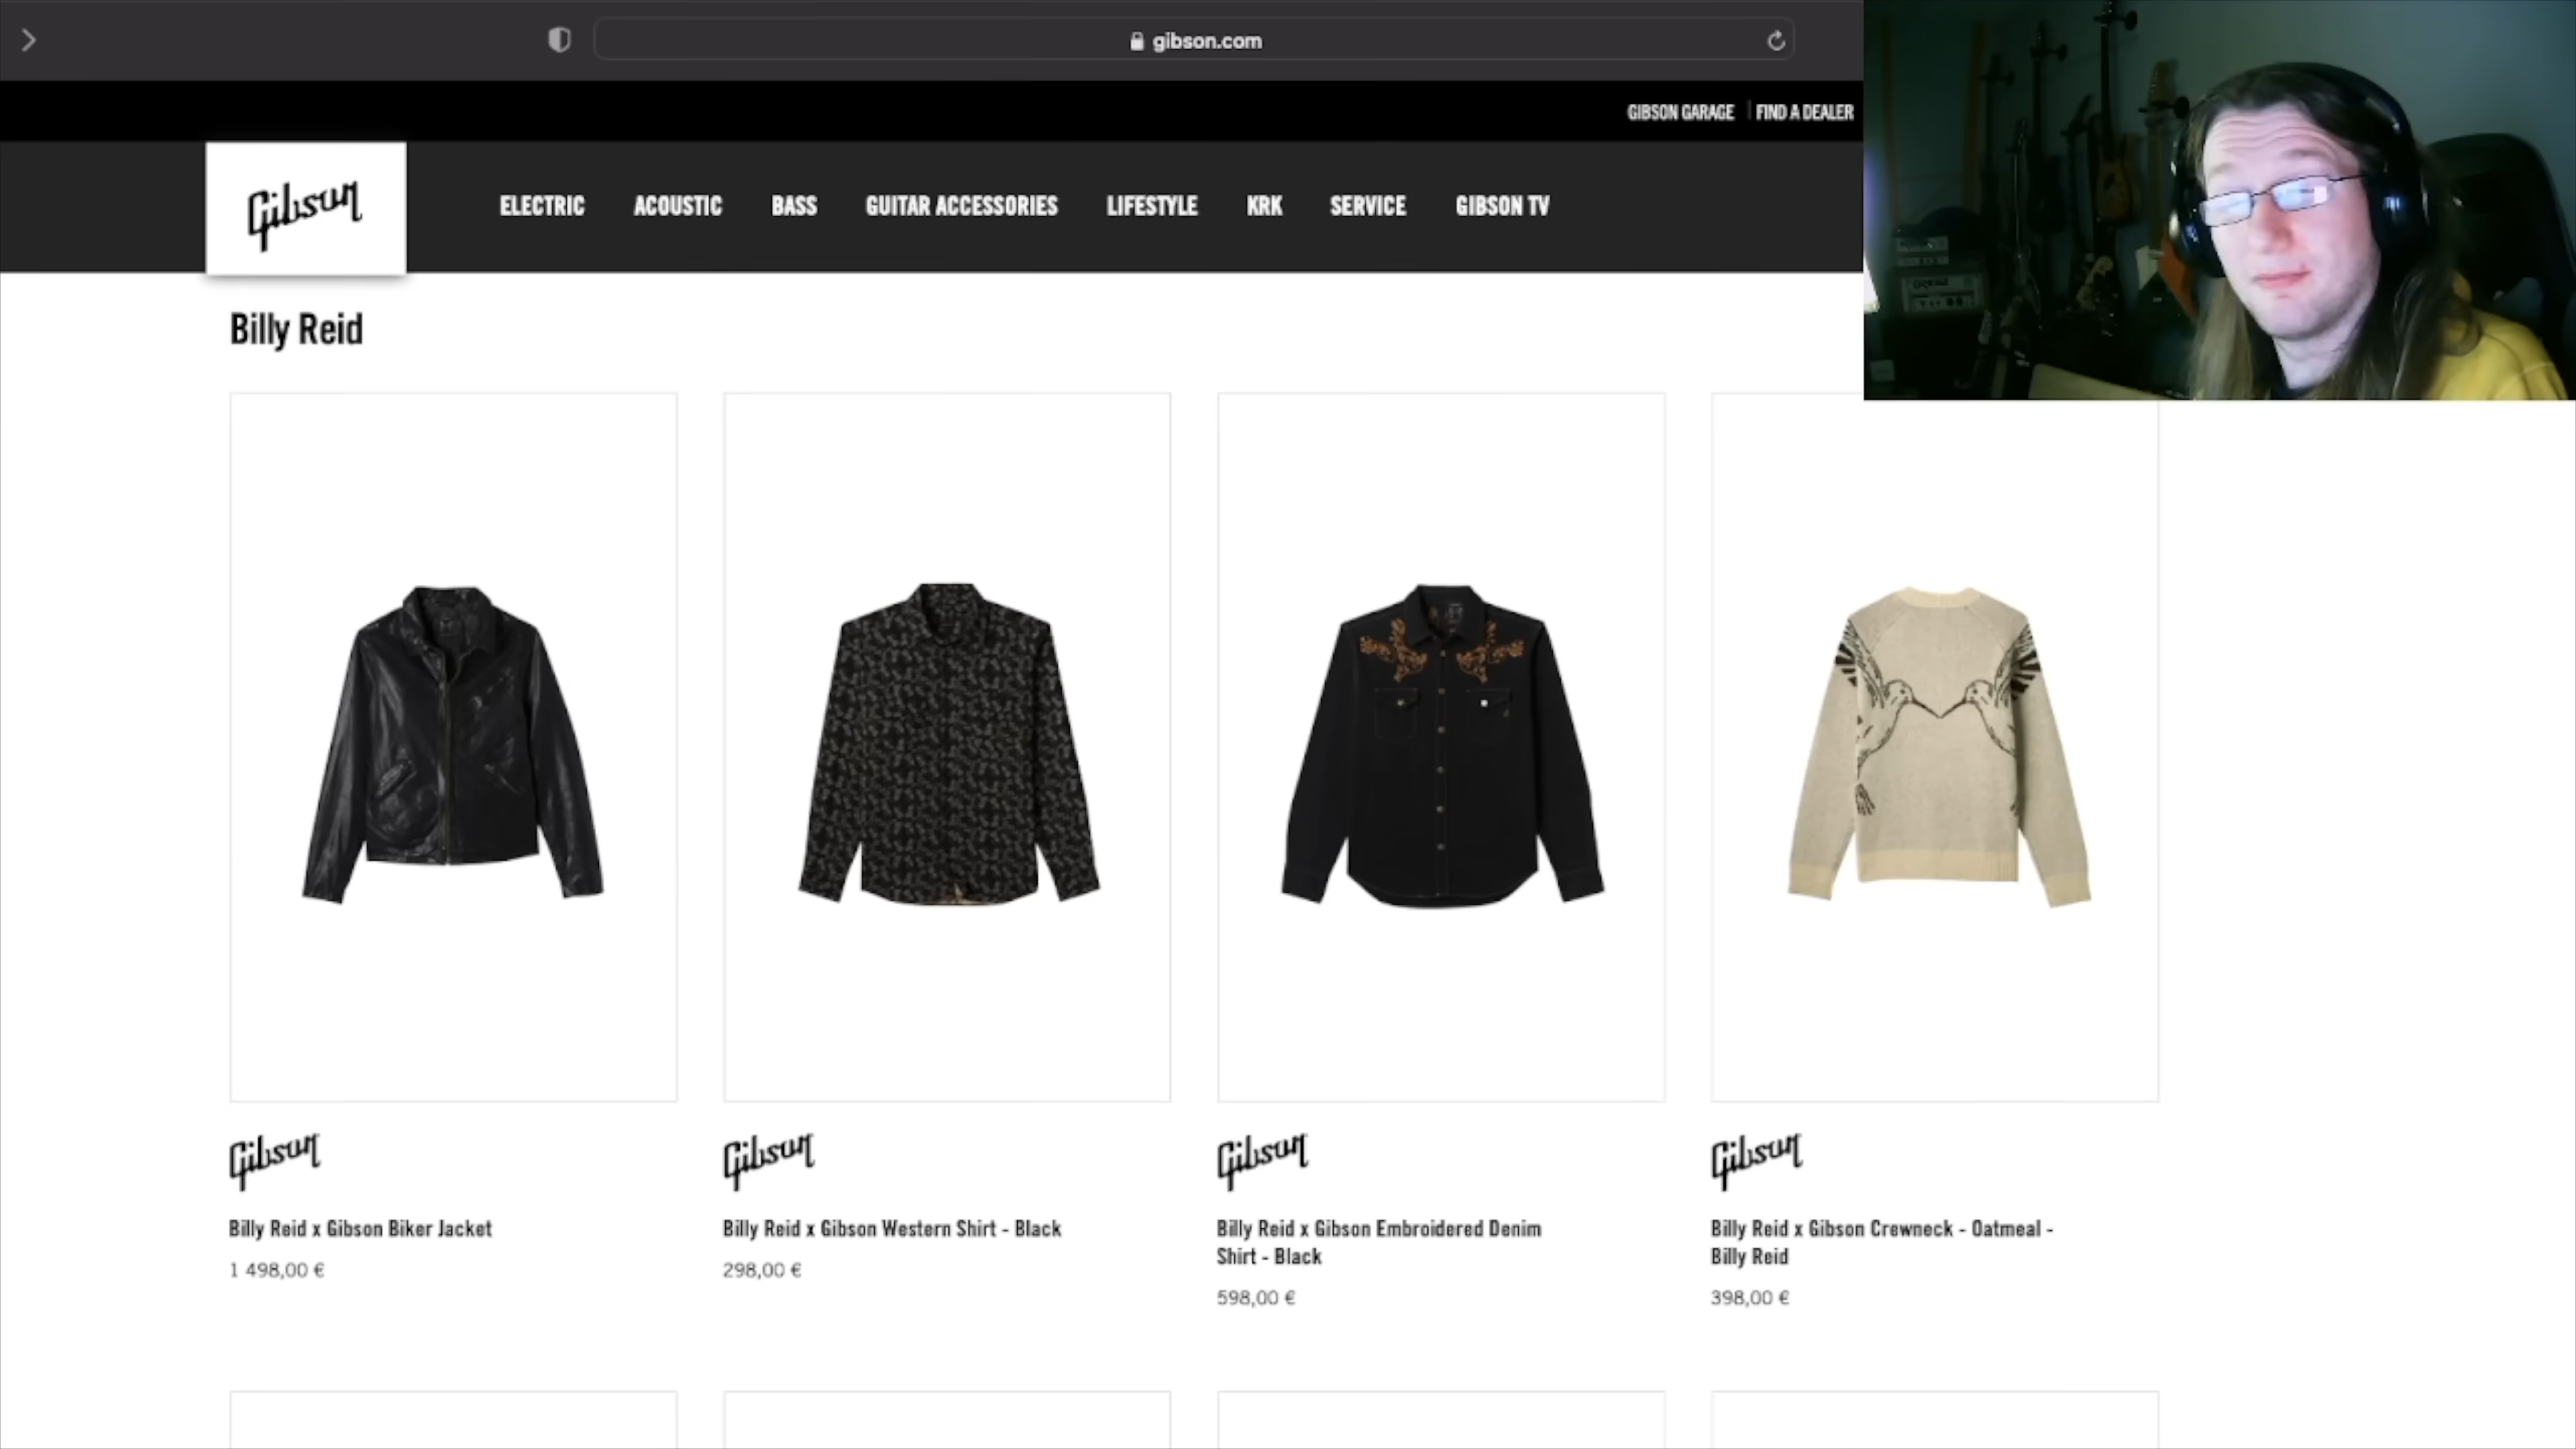 gibson.com
GIBSON GARAGE | FIND A DEALER
Gibson
ELECTRIC ACOUSTIC BASS GUITAR ACCESSORIES LIFESTYLE KRK SERVICE GIBSON TV
Billy Reid
Gibson Gibson Gibson Gibson
Billy Reid x Gibson Biker Jacket
1 498,00 €
Billy Reid x Gibson Western Shirt - Black
298,00 €
Billy Reid x Gibson Embroidered Denim
Shirt - Black
598,00 €
Billy Reid x Gibson Crewneck - Oatmeal -
Billy Reid
398,00 €